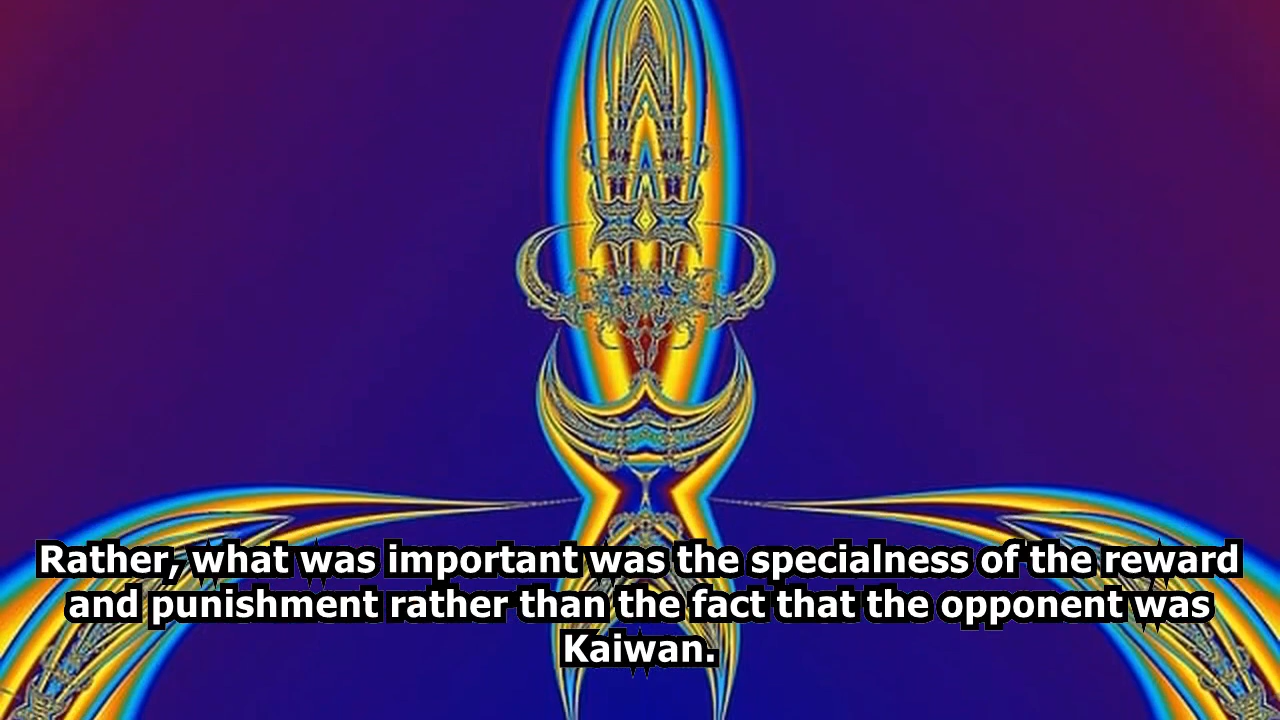 Rather, what was important was the specialness of the reward
and punishment rather than the fact that the opponent was
Kaiwan.